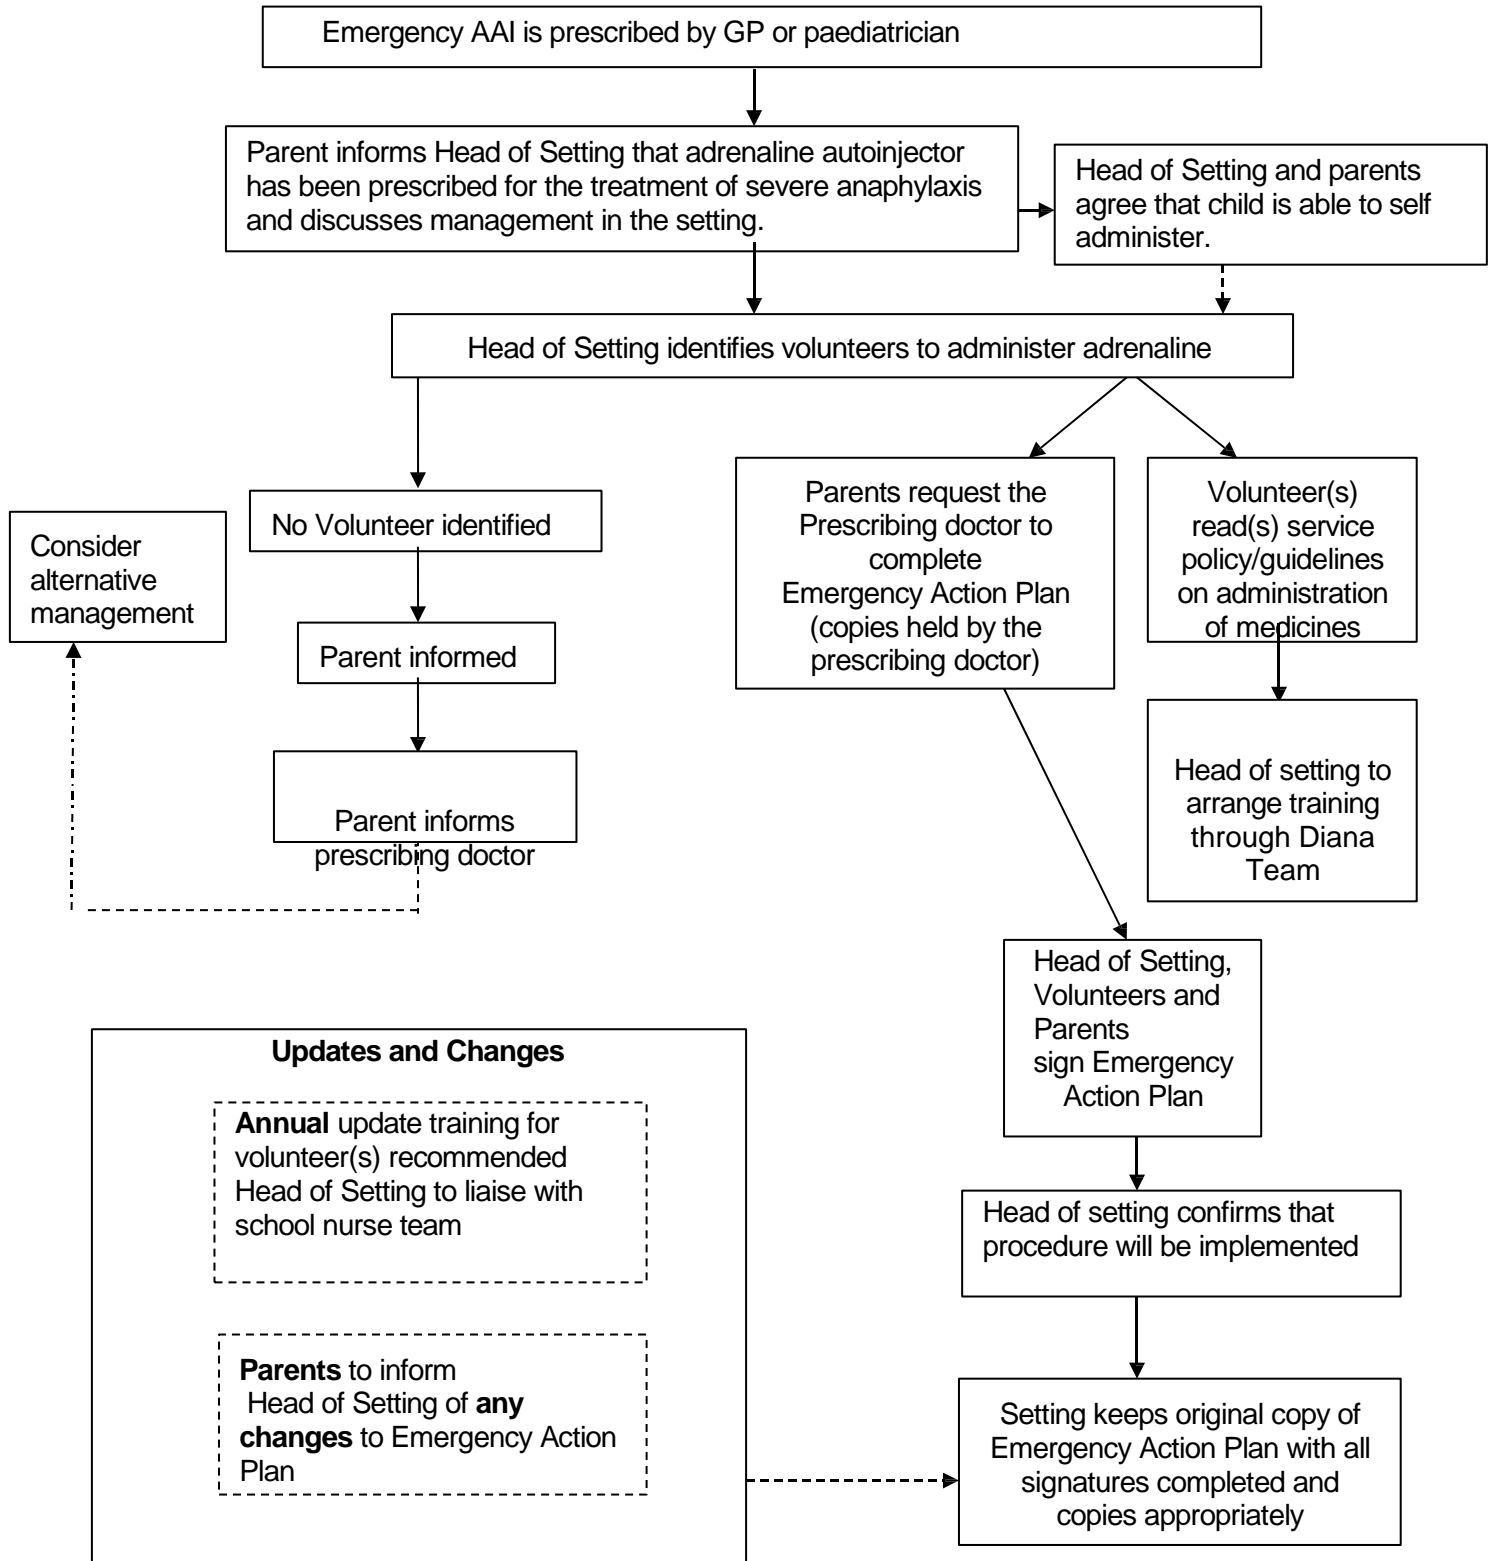 Emergency AAI is prescribed by GP or paediatrician
Parent informs Head of Setting that adrenaline autoinjector
has been prescribed for the treatment of severe anaphylaxis
and discusses management in the setting.
Head of Setting and parents
agree that child is able to self
administer.
Head of Setting identifies volunteers to administer adrenaline
No Volunteer identified
Parent informed
Parent informs
prescribing doctor
Consider
alternative
management
Parents request the
Prescribing doctor to
complete
Emergency Action Plan
(copies held by the
prescribing doctor)
Volunteer(s)
read(s) service
policy/guidelines
on administration
of medicines
Head of setting to
arrange training
through Diana
Team
Head of Setting,
Volunteers and
Parents
sign Emergency
Action Plan
Head of setting confirms that
procedure will be implemented
Setting keeps original copy of
Emergency Action Plan with all
signatures completed and
copies appropriately
Updates and Changes
Annual update training for
volunteer(s) recommended
Head of Setting to liaise with
school nurse team
Parents to inform
Head of Setting of any
changes to Emergency Action
Plan